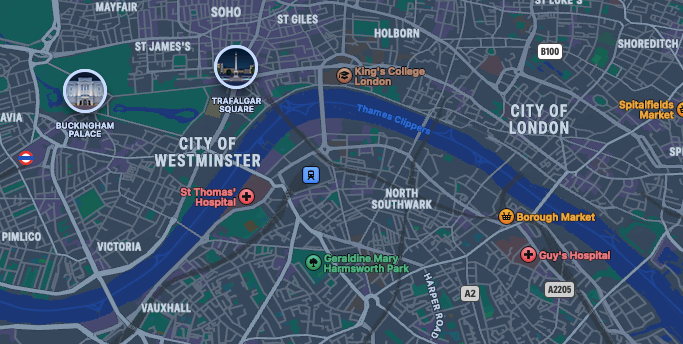 MAYFAIR
SOHO
ST GILES
ST LUKE'S
HOLBORN
B100
SHOREDITCH
ST JAMES'S
King's College
London
TRAFALGAR
SQUARE
Thames Clippers
CITY OF
LONDON
Spitalfields
Market
BUCKINGHAM
PALACE
AVIA
CITY OF
WESTMINSTER
SPI
St Thomas'
Hospital
NORTH
SOUTHWARK
Borough Market
PIMLICO
VICTORIA
Geraldine Mary
Harmsworth Park
Guy's Hospital
HARPER ROAD
A2
A2205
VAUXHALL